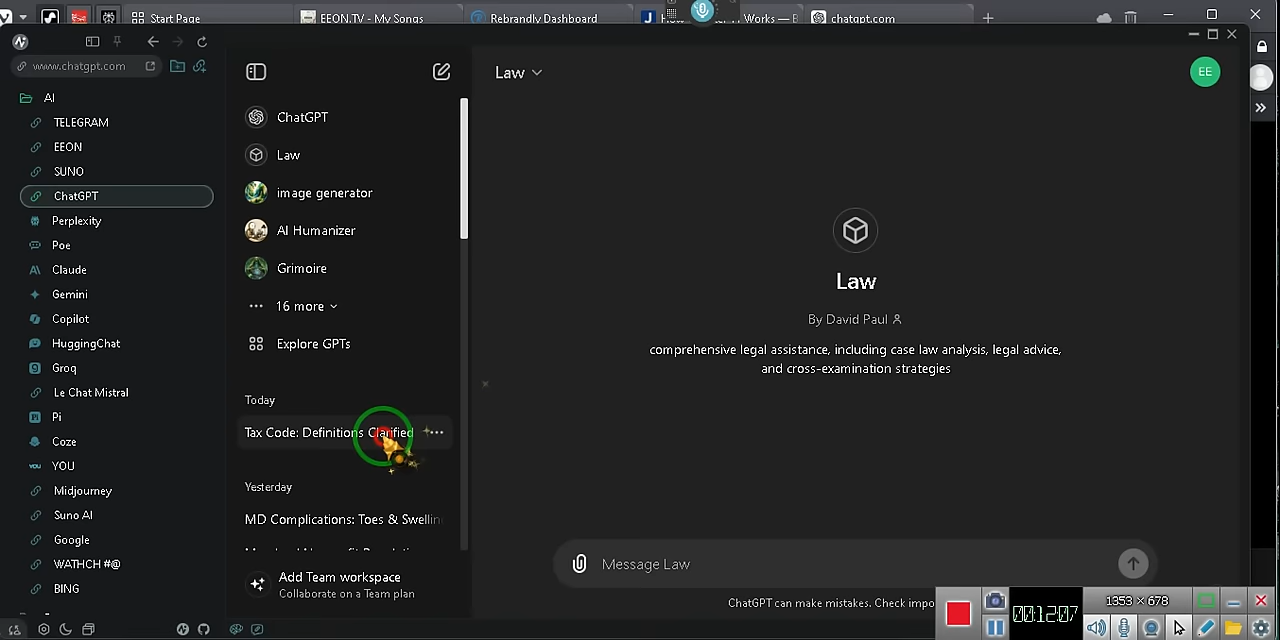 Start Page
EEON.TV - My Songs
Rebrandly Dashboard
Works — B
chatgpt.com
www.chatgpt.com
AI
TELEGRAM
EEON
SUNO
ChatGPT
Perplexity
Poe
Claude
Gemini
Copilot
HuggingChat
Groq
Le Chat Mistral
Pi
Coze
YOU
YOU
Midjourney
Suno AI
Google
WATHCH #@
BING
ChatGPT
Law
image generator
AI Humanizer
Grimoire
16 more
Explore GPTs
Today
Tax Code: Definitions Clarified
Yesterday
MD Complications: Toes & Swellin
Add Team workspace
Collaborate on a Team plan
Law
EE
Law
By David Paul
comprehensive legal assistance, including case law analysis, legal advice,
and cross-examination strategies
Message Law
ChatGPT can make mistakes. Check impo
1353 × 678
00:12:07